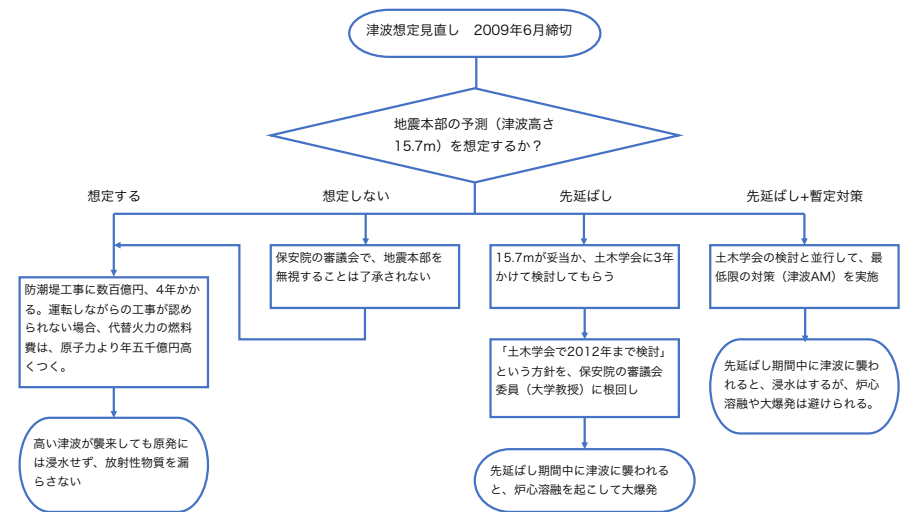 津波想定見直し　2009年6月締切
地震本部の予測（津波高さ
15.7m）を想定するか？
想定する
想定しない
先延ばし
先延ばし+暫定対策
防潮堤工事に数百億円、4年かか
る。運転しながらの工事が認め
られない場合、代替火力の燃料
費は、原子力より年五千億円高
くつく。
高い津波が襲来しても原発に
は浸水せず、放射性物質を漏
らさない
保安院の審議会で、地震本部を
無視することは了承されない
15.7mが妥当か、土木学会に3年
かけて検討してもらう
「土木学会で2012年まで検討」
という方針を、保安院の審議会
委員（大学教授）に根回し
先延ばし期間中に津波に襲われる
と、炉心溶融を起こして大爆発
土木学会の検討と並行して、最
低限の対策（津波AM）を実施
先延ばし期間中に津波に襲わ
れると、浸水はするが、炉心
溶融や大爆発は避けられる。